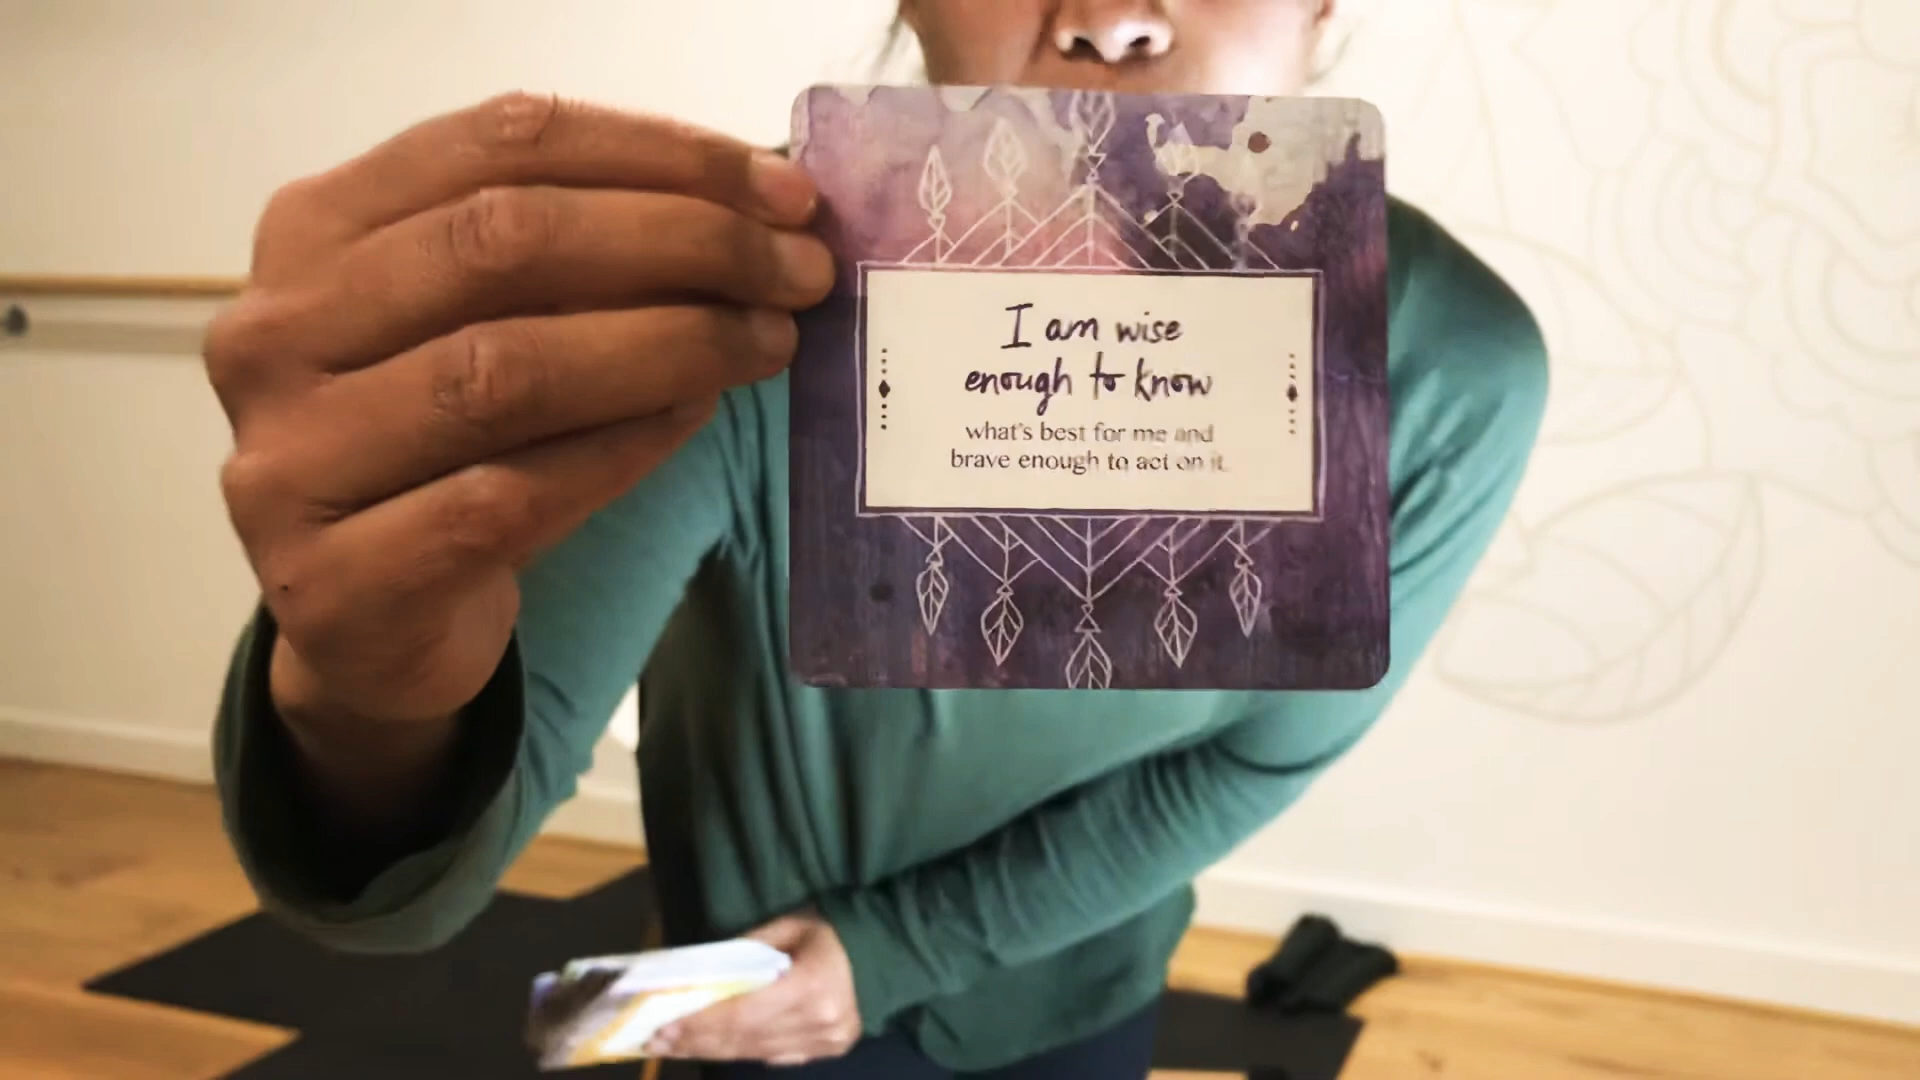 I am wise
enough to know
what's best for me and
brave enough to act on it.